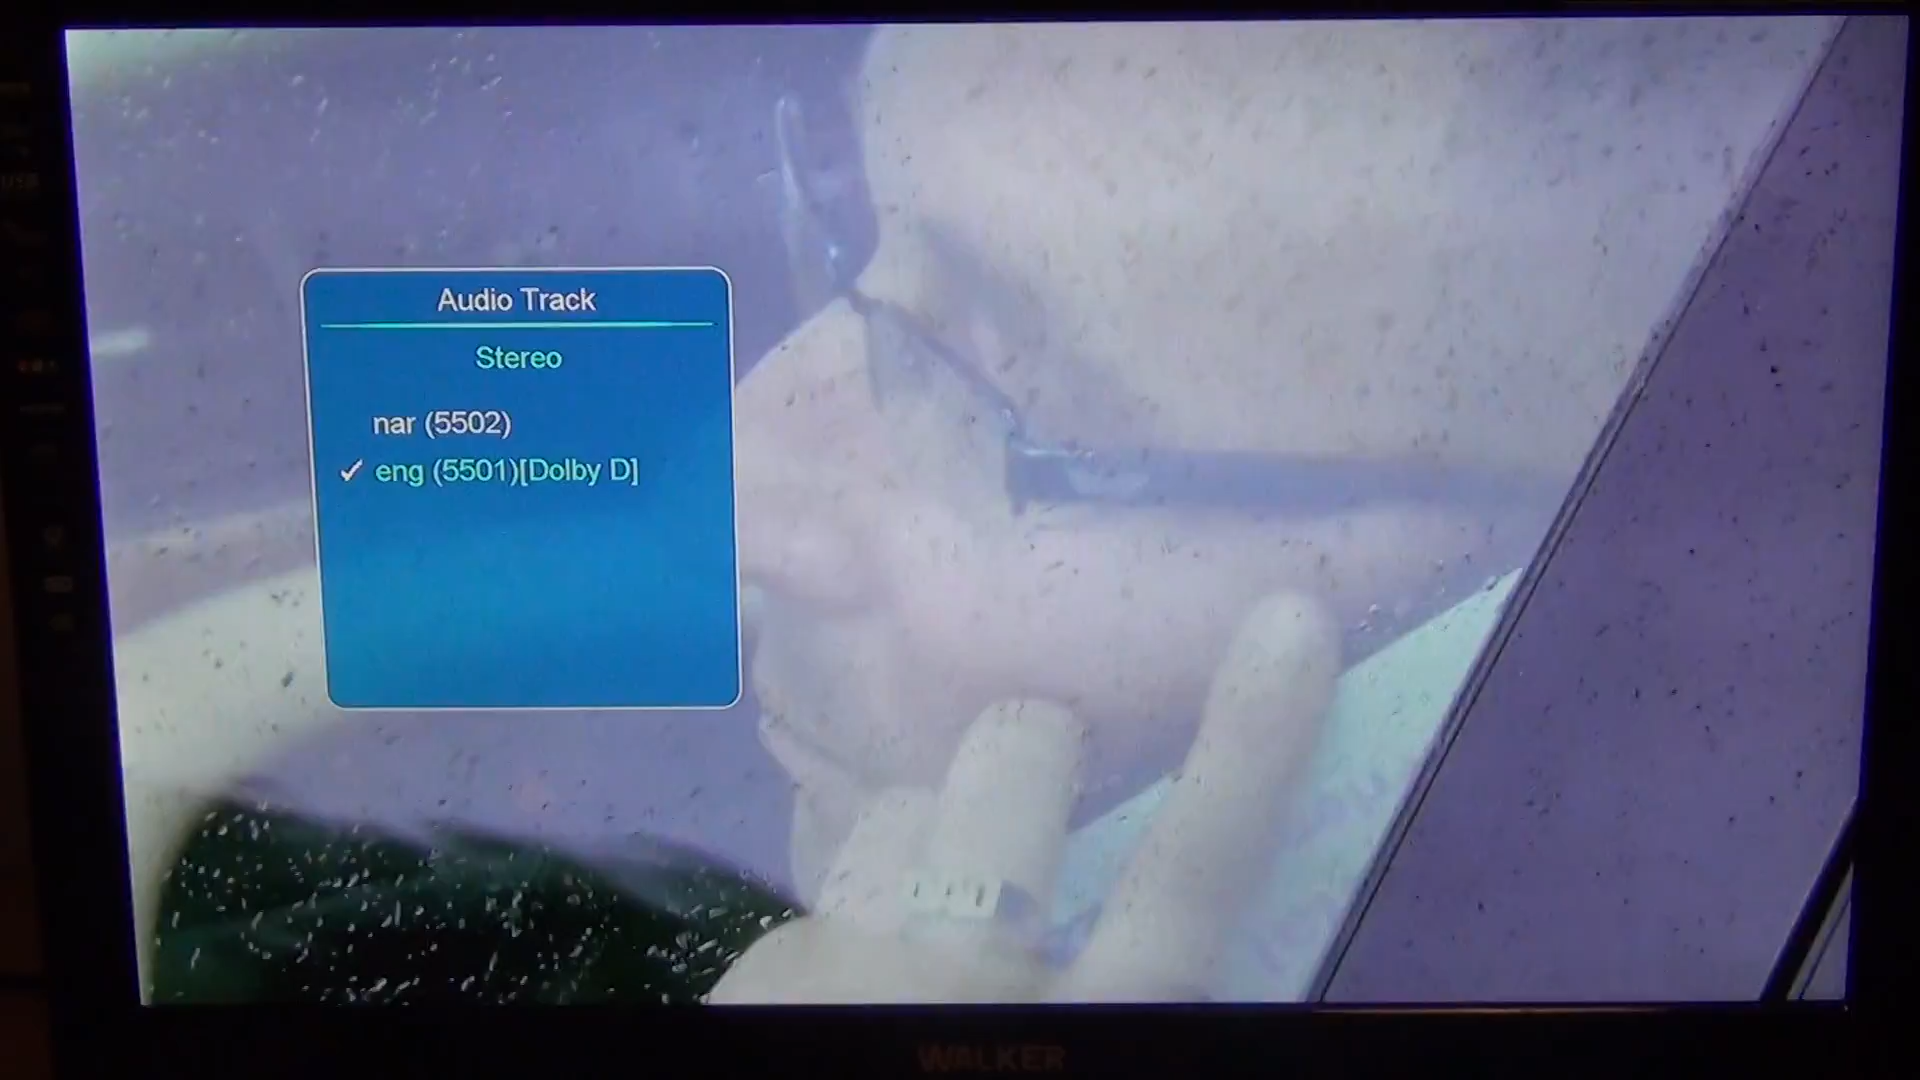 Audio Track
Stereo
nar (5502)
✓ eng (5501)[Dolby D]
WALKER